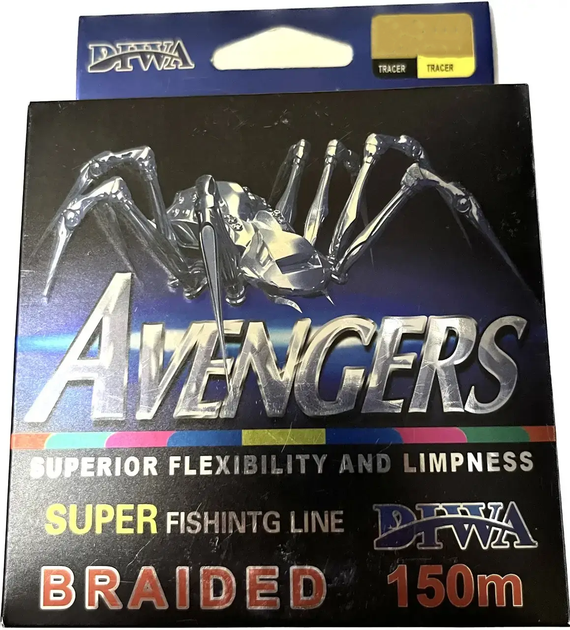 DIWA
TRACER TRACER
AVENGERS
SUPERIOR FLEXIBILITY AND LIMPNESS
SUPER FISHINTG LINE DIWA
BRAIDED 150m